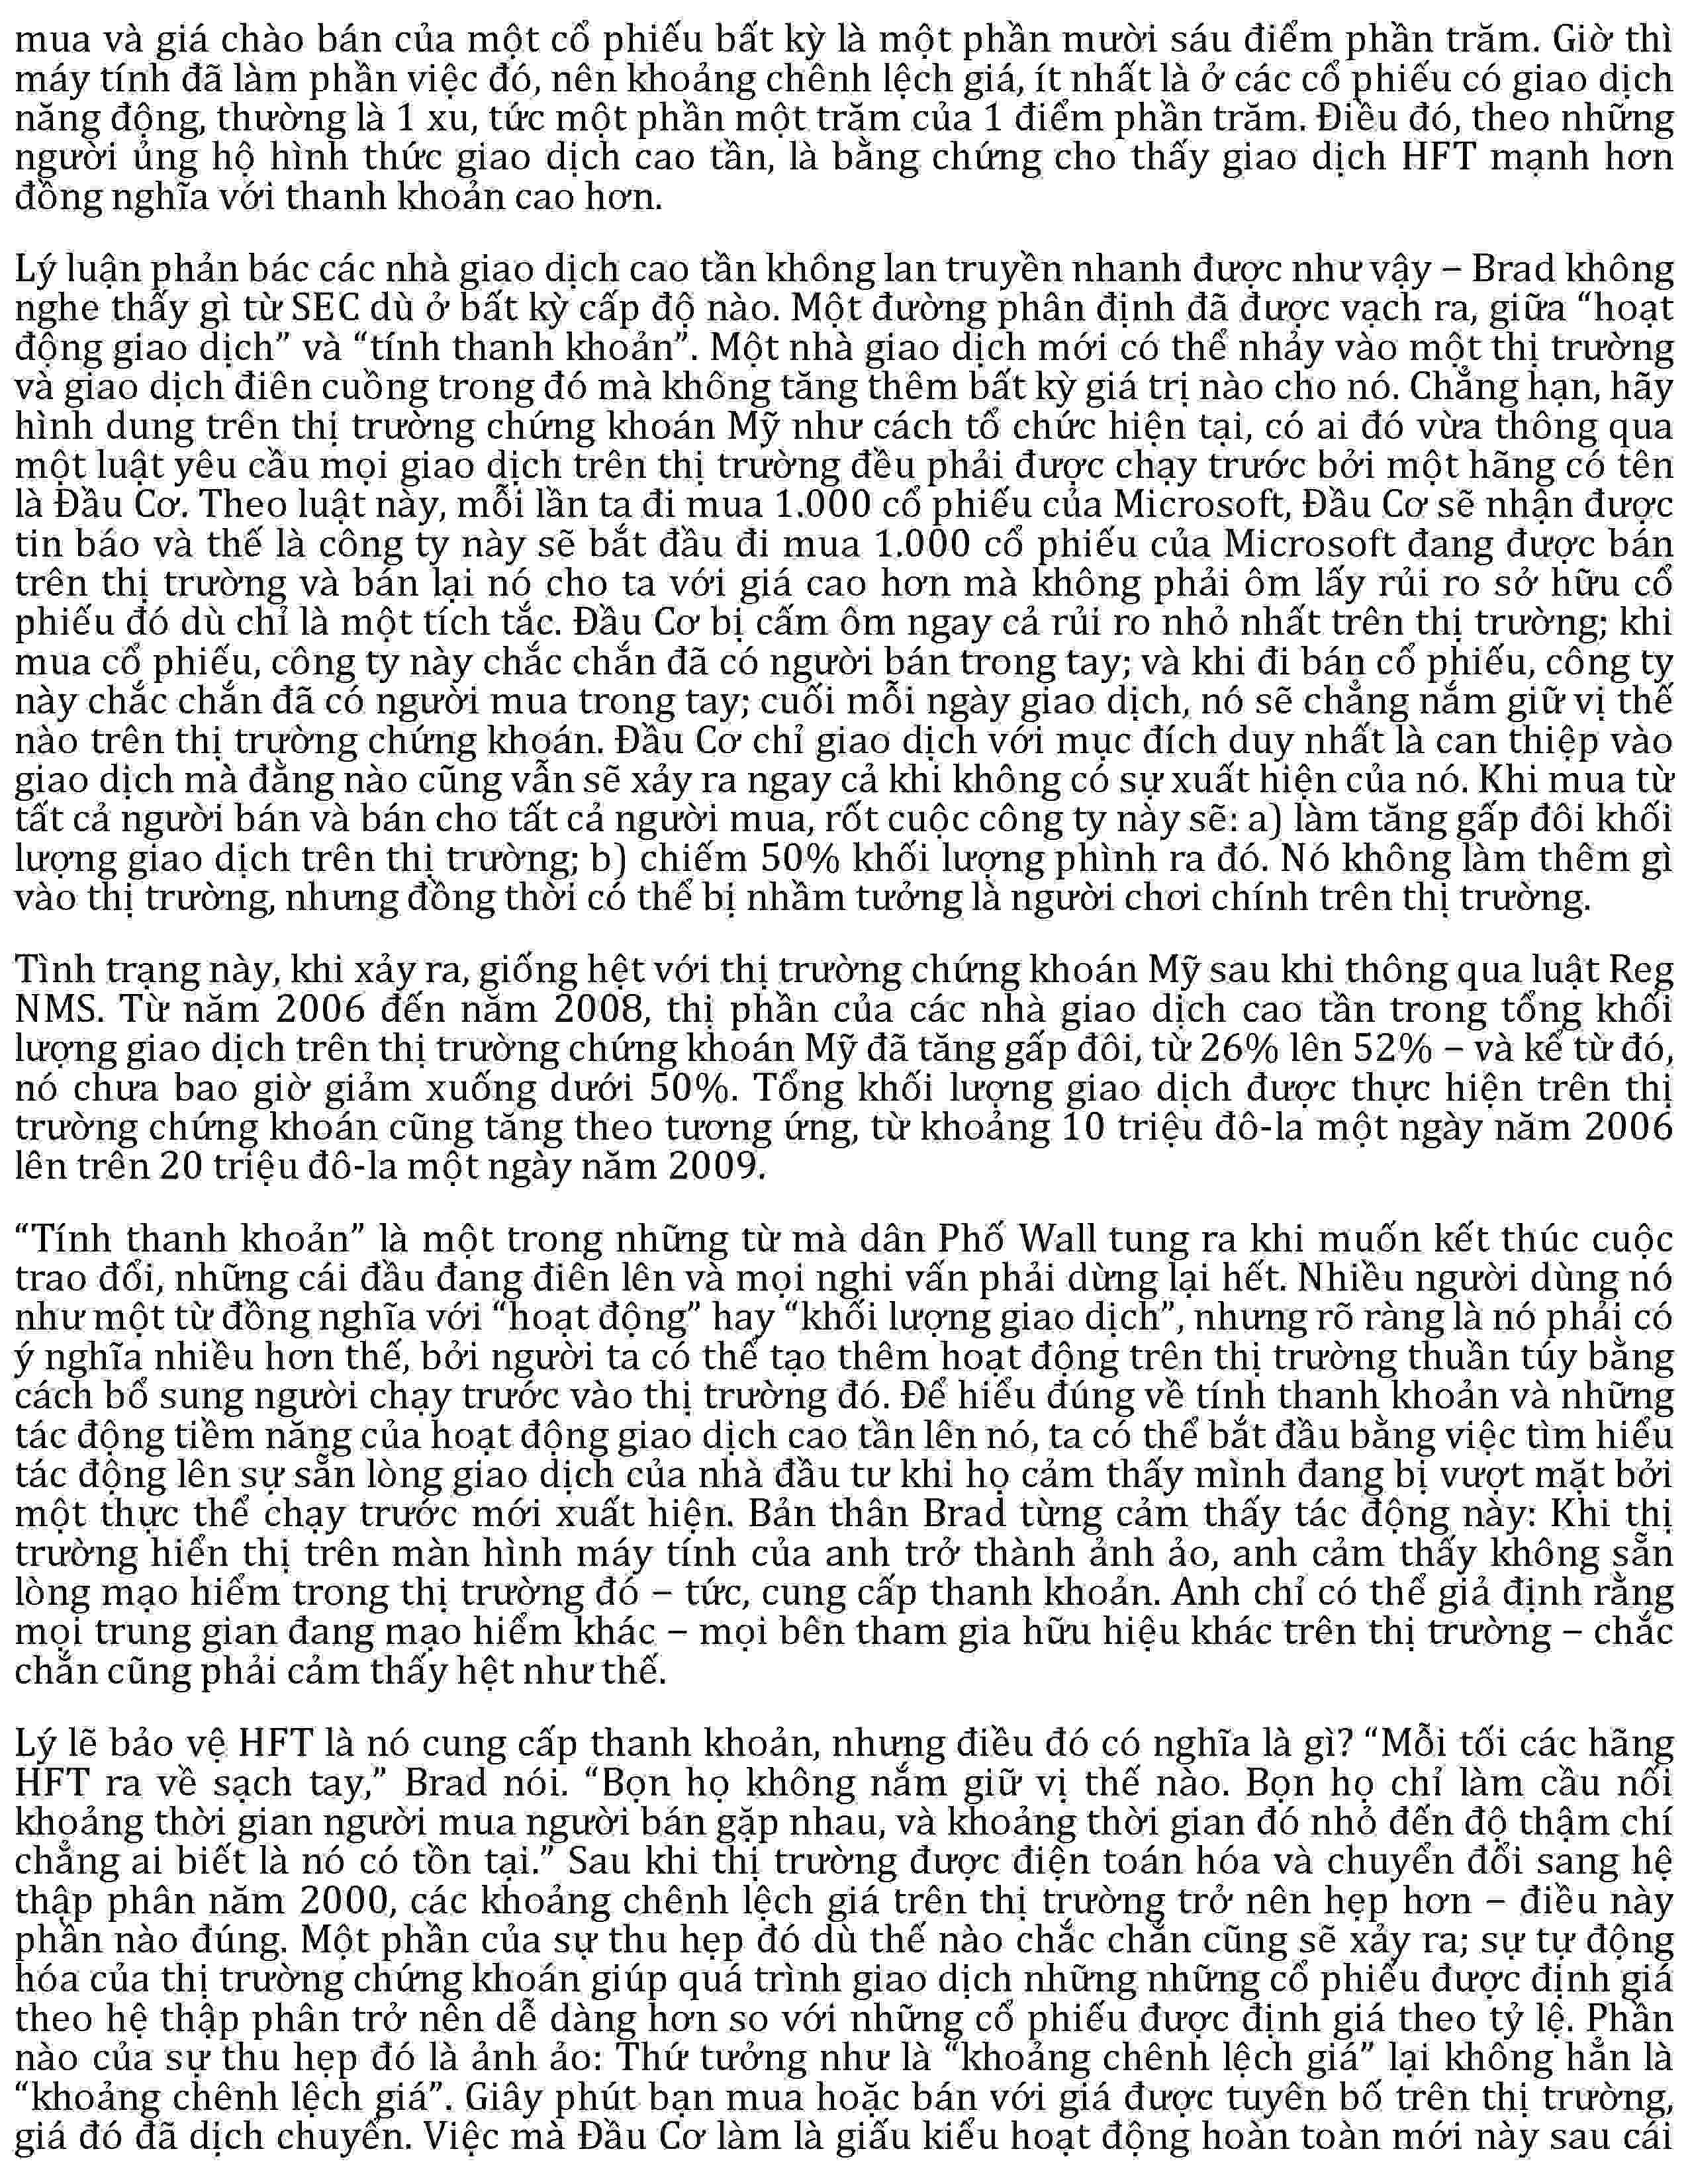 mua và giá chào bán của một cổ phiếu bất kỳ là một phần mười sáu điểm phần trăm. Giờ thì
máy tính đã làm phần việc đó, nên khoảng chênh lệch giá, ít nhất là ở các cổ phiếu có giao dịch
năng động, thường là 1 xu, tức một phần một trăm của 1 điểm phần trăm. Điều đó, theo những
người ủng hộ hình thức giao dịch cao tần, là bằng chứng cho thấy giao dịch HFT mạnh hơn
đồng nghĩa với thanh khoản cao hơn.
Lý luận phản bác các nhà giao dịch cao tần không lan truyền nhanh được như vậy – Brad không
nghe thấy gì từ SEC dù ở bất kỳ cấp độ nào. Một đường phân định đã được vạch ra, giữa “hoạt
động giao dịch” và “tính thanh khoản”. Một nhà giao dịch mới có thể nhảy vào một thị trường
và giao dịch điên cuồng trong đó mà không tăng thêm bất kỳ giá trị nào cho nó. Chẳng hạn, hãy
hình dung trên thị trường chứng khoán Mỹ như cách tổ chức hiện tại, có ai đó vừa thông qua
một luật yêu cầu mọi giao dịch trên thị trường đều phải được chạy trước bởi một hãng có tên
là Đầu Cơ. Theo luật này, mỗi lần ta đi mua 1.000 cổ phiếu của Microsoft, Đầu Cơ sẽ nhận được
tin báo và thế là công ty này sẽ bắt đầu đi mua 1.000 cổ phiếu của Microsoft đang được bán
trên thị trường và bán lại nó cho ta với giá cao hơn mà không phải ôm lấy rủi ro sở hữu cổ
phiếu đó dù chỉ là một tích tắc. Đầu Cơ bị cấm ôm ngay cả rủi ro nhỏ nhất trên thị trường; khi
mua cổ phiếu, công ty này chắc chắn đã có người bán trong tay; và khi đi bán cổ phiếu, công ty
này chắc chắn đã có người mua trong tay; cuối mỗi ngày giao dịch, nó sẽ chẳng nắm giữ vị thế
nào trên thị trường chứng khoán. Đầu Cơ chỉ giao dịch với mục đích duy nhất là can thiệp vào
giao dịch mà đằng nào cũng vẫn sẽ xảy ra ngay cả khi không có sự xuất hiện của nó. Khi mua từ
tất cả người bán và bán cho tất cả người mua, rốt cuộc công ty này sẽ: a) làm tăng gấp đôi khối
lượng giao dịch trên thị trường; b) chiếm 50% khối lượng phình ra đó. Nó không làm thêm gì
vào thị trường, nhưng đồng thời có thể bị nhầm tưởng là người chơi chính trên thị trường.
Tình trạng này, khi xảy ra, giống hệt với thị trường chứng khoán Mỹ sau khi thông qua luật Reg
NMS. Từ năm 2006 đến năm 2008, thị phần của các nhà giao dịch cao tần trong tổng khối
lượng giao dịch trên thị trường chứng khoán Mỹ đã tăng gấp đôi, từ 26% lên 52% – và kể từ đó,
nó chưa bao giờ giảm xuống dưới 50%. Tổng khối lượng giao dịch được thực hiện trên thị
trường chứng khoán cũng tăng theo tương ứng, từ khoảng 10 triệu đô-la một ngày năm 2006
lên trên 20 triệu đô-la một ngày năm 2009.
“Tính thanh khoản” là một trong những từ mà dân Phố Wall tung ra khi muốn kết thúc cuộc
trao đổi, những cái đầu đang điên lên và mọi nghi vấn phải dừng lại hết. Nhiều người dùng nó
như một từ đồng nghĩa với “hoạt động” hay “khối lượng giao dịch”, nhưng rõ ràng là nó phải có
ý nghĩa nhiều hơn thế, bởi người ta có thể tạo thêm hoạt động trên thị trường thuần túy bằng
cách bổ sung người chạy trước vào thị trường đó. Để hiểu đúng về tính thanh khoản và những
tác động tiềm năng của hoạt động giao dịch cao tần lên nó, ta có thể bắt đầu bằng việc tìm hiểu
tác động lên sự sẵn lòng giao dịch của nhà đầu tư khi họ cảm thấy mình đang bị vượt mặt bởi
một thực thể chạy trước mới xuất hiện. Bản thân Brad từng cảm thấy tác động này: Khi thị
trường hiển thị trên màn hình máy tính của anh trở thành ảnh ảo, anh cảm thấy không sẵn
lòng mạo hiểm trong thị trường đó – tức, cung cấp thanh khoản. Anh chỉ có thể giả định rằng
mọi trung gian đang mạo hiểm khác – mọi bên tham gia hữu hiệu khác trên thị trường – chắc
chắn cũng phải cảm thấy hệt như thế.
Lý lẽ bảo vệ HFT là nó cung cấp thanh khoản, nhưng điều đó có nghĩa là gì? “Mỗi tối các hãng
HFT ra về sạch tay,” Brad nói. “Bọn họ không nắm giữ vị thế nào. Bọn họ chỉ làm cầu nối
khoảng thời gian người mua người bán gặp nhau, và khoảng thời gian đó nhỏ đến độ thậm chí
chẳng ai biết là nó có tồn tại.” Sau khi thị trường được điện toán hóa và chuyển đổi sang hệ
thập phân năm 2000, các khoảng chênh lệch giá trên thị trường trở nên hẹp hơn – điều này
phần nào đúng. Một phần của sự thu hẹp đó dù thế nào chắc chắn cũng sẽ xảy ra; sự tự động
hóa của thị trường chứng khoán giúp quá trình giao dịch những những cổ phiếu được định giá
theo hệ thập phân trở nên dễ dàng hơn so với những cổ phiếu được định giá theo tỷ lệ. Phần
nào của sự thu hẹp đó là ảnh ảo: Thứ tưởng như là “khoảng chênh lệch giá” lại không hẳn là
“khoảng chênh lệch giá”. Giây phút bạn mua hoặc bán với giá được tuyên bố trên thị trường,
giá đó đã dịch chuyển. Việc mà Đầu Cơ làm là giấu kiểu hoạt động hoàn toàn mới này sau cái